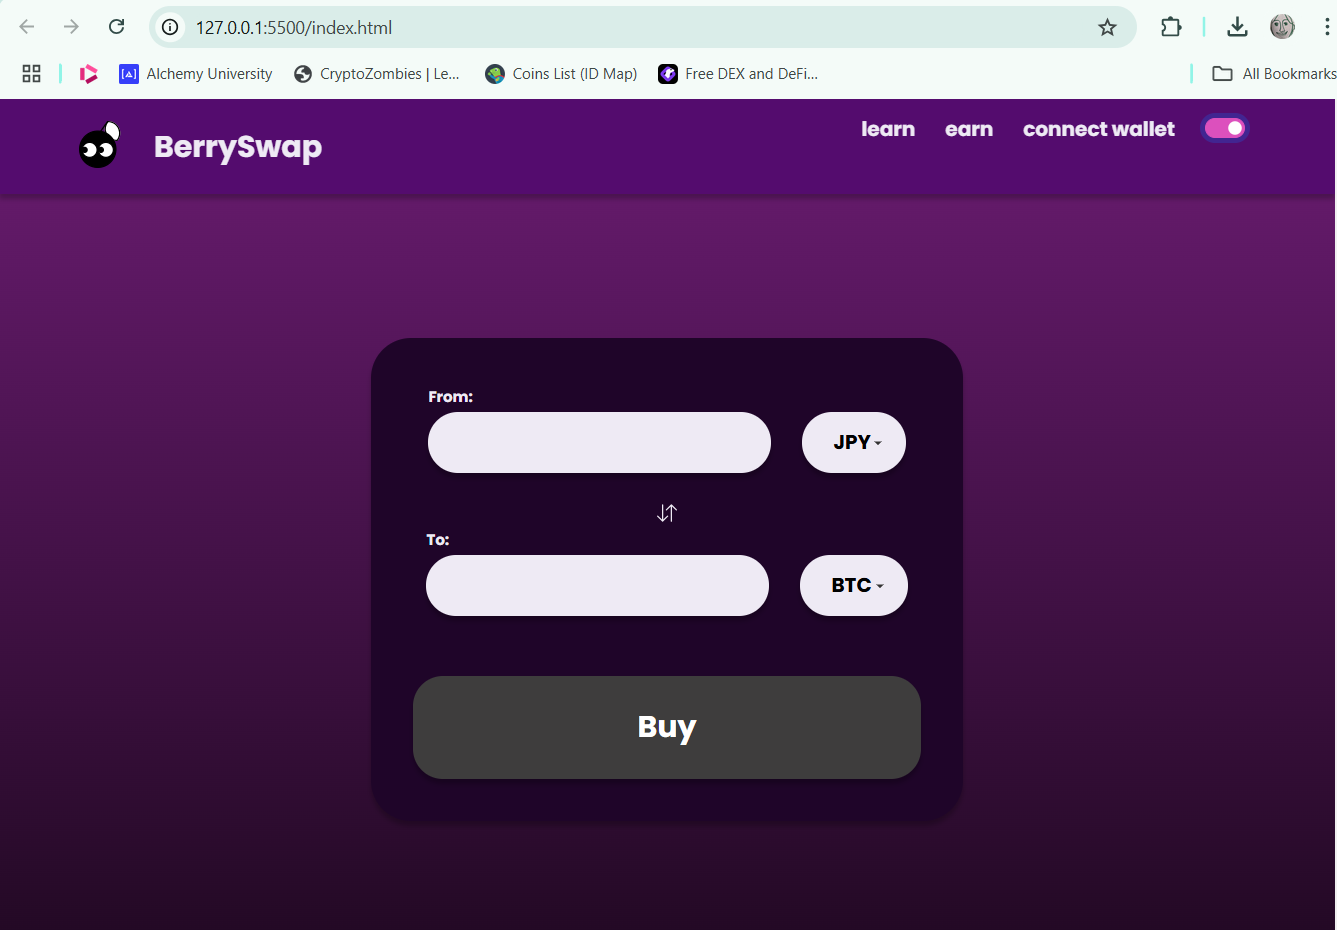 127.0.0.1:5500/index.html
Alchemy University
CryptoZombies | Le...
Coins List (ID Map)
Free DEX and DeFi...
All Bookmarks
BerrySwap
learn
earn
connect wallet
From:
JPY
To:
BTC
Buy